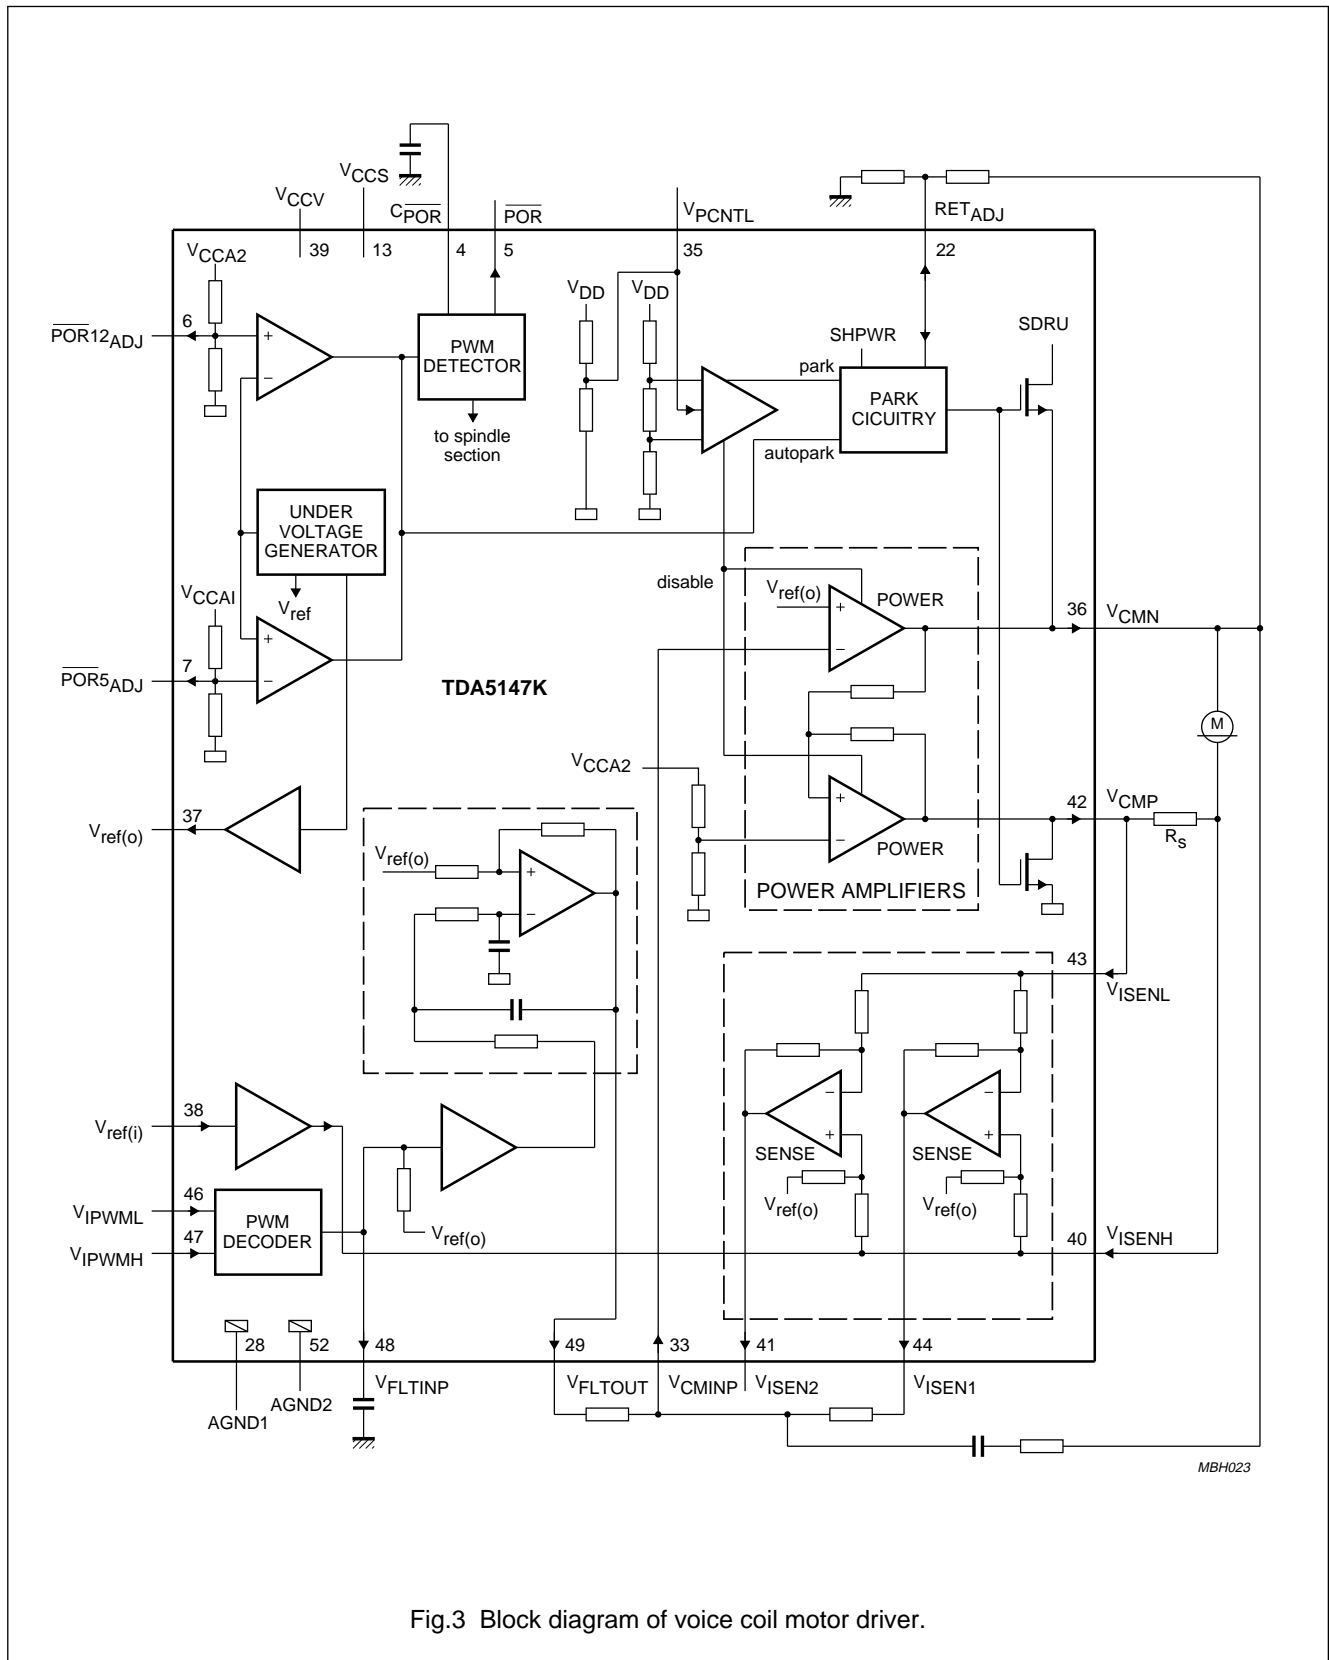 VCCS
VCCV
CPOR
POR
VPCNTL
RETADJ
39
13
4
5
35
22
VCCA2
VDD
VDD
SDRU
6
POR12ADJ
+
−
PWM
DETECTOR
SHPWR
park
PARK
CICUITRY
to spindle
section
autopark
UNDER
VOLTAGE
GENERATOR
Vref
disable
Vref(o)
+
−
POWER
36
VCMN
VCCAI
7
POR5ADJ
+
−
TDA5147K
M
VCCA2
37
Vref(o)
+
−
POWER
42
VCMP
Rs
POWER AMPLIFIERS
Vref(o)
+
−
43
VISENL
38
Vref(i)
−
+
SENSE
−
+
SENSE
Vref(o)
Vref(o)
46
VIPWML
47
VIPWMH
PWM
DECODER
Vref(o)
40
VISENH
28
52
48
49
33
41
44
AGND1
AGND2
VFLTINP
VFLTOUT
VCMINP
VISEN2
VISEN1
MBH023
Fig.3 Block diagram of voice coil motor driver.